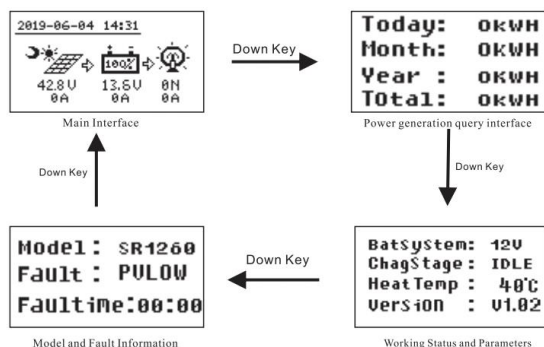 2019-06-04 14:31
100%
42.8V 13.6V 0N
0A 0A 0A
Main Interface
Down Key
Today: 0KWH
Month: 0KWH
Year : 0KWH
Total: 0KWH
Power generation query interface
Down Key
BatSystem: 12V
ChagStage: IDLE
HeatTemp : 40℃
Version : V1.02
Working Status and Parameters
Down Key
Model: SR1260
Fault: PVLOW
Faultime:00:00
Model and Fault Information
Down Key